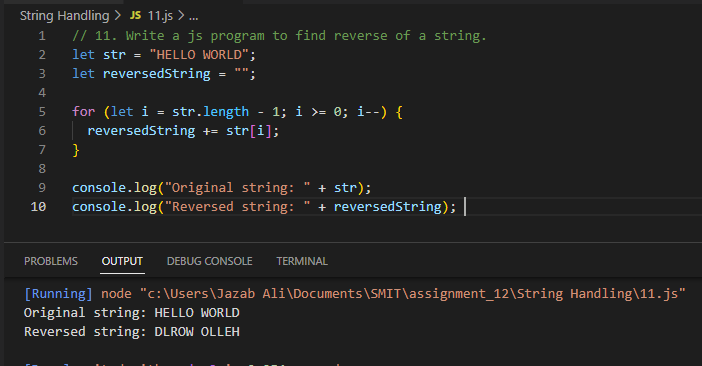 String Handling > JS 11.js > ...
1 // 11. Write a js program to find reverse of a string.
2 let str = "HELLO WORLD";
3 let reversedString = "";
4
5 for (let i = str.length - 1; i >= 0; i--) {
6 reversedString += str[i];
7 }
8
9 console.log("Original string: " + str);
10 console.log("Reversed string: " + reversedString);
PROBLEMS OUTPUT DEBUG CONSOLE TERMINAL
[Running] node "c:\Users\Jazab Ali\Documents\SMIT\assignment_12\String Handling\11.js"
Original string: HELLO WORLD
Reversed string: DLROW OLLEH